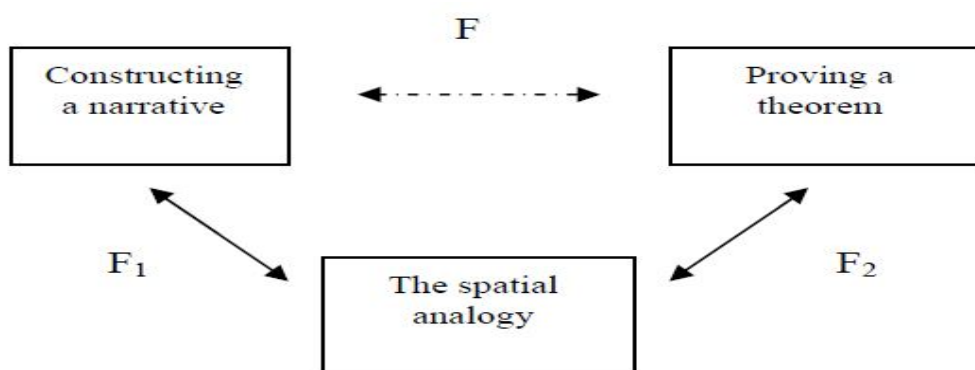 F
Constructing
a narrative
Proving a
theorem
F₁
F₂
The spatial
analogy